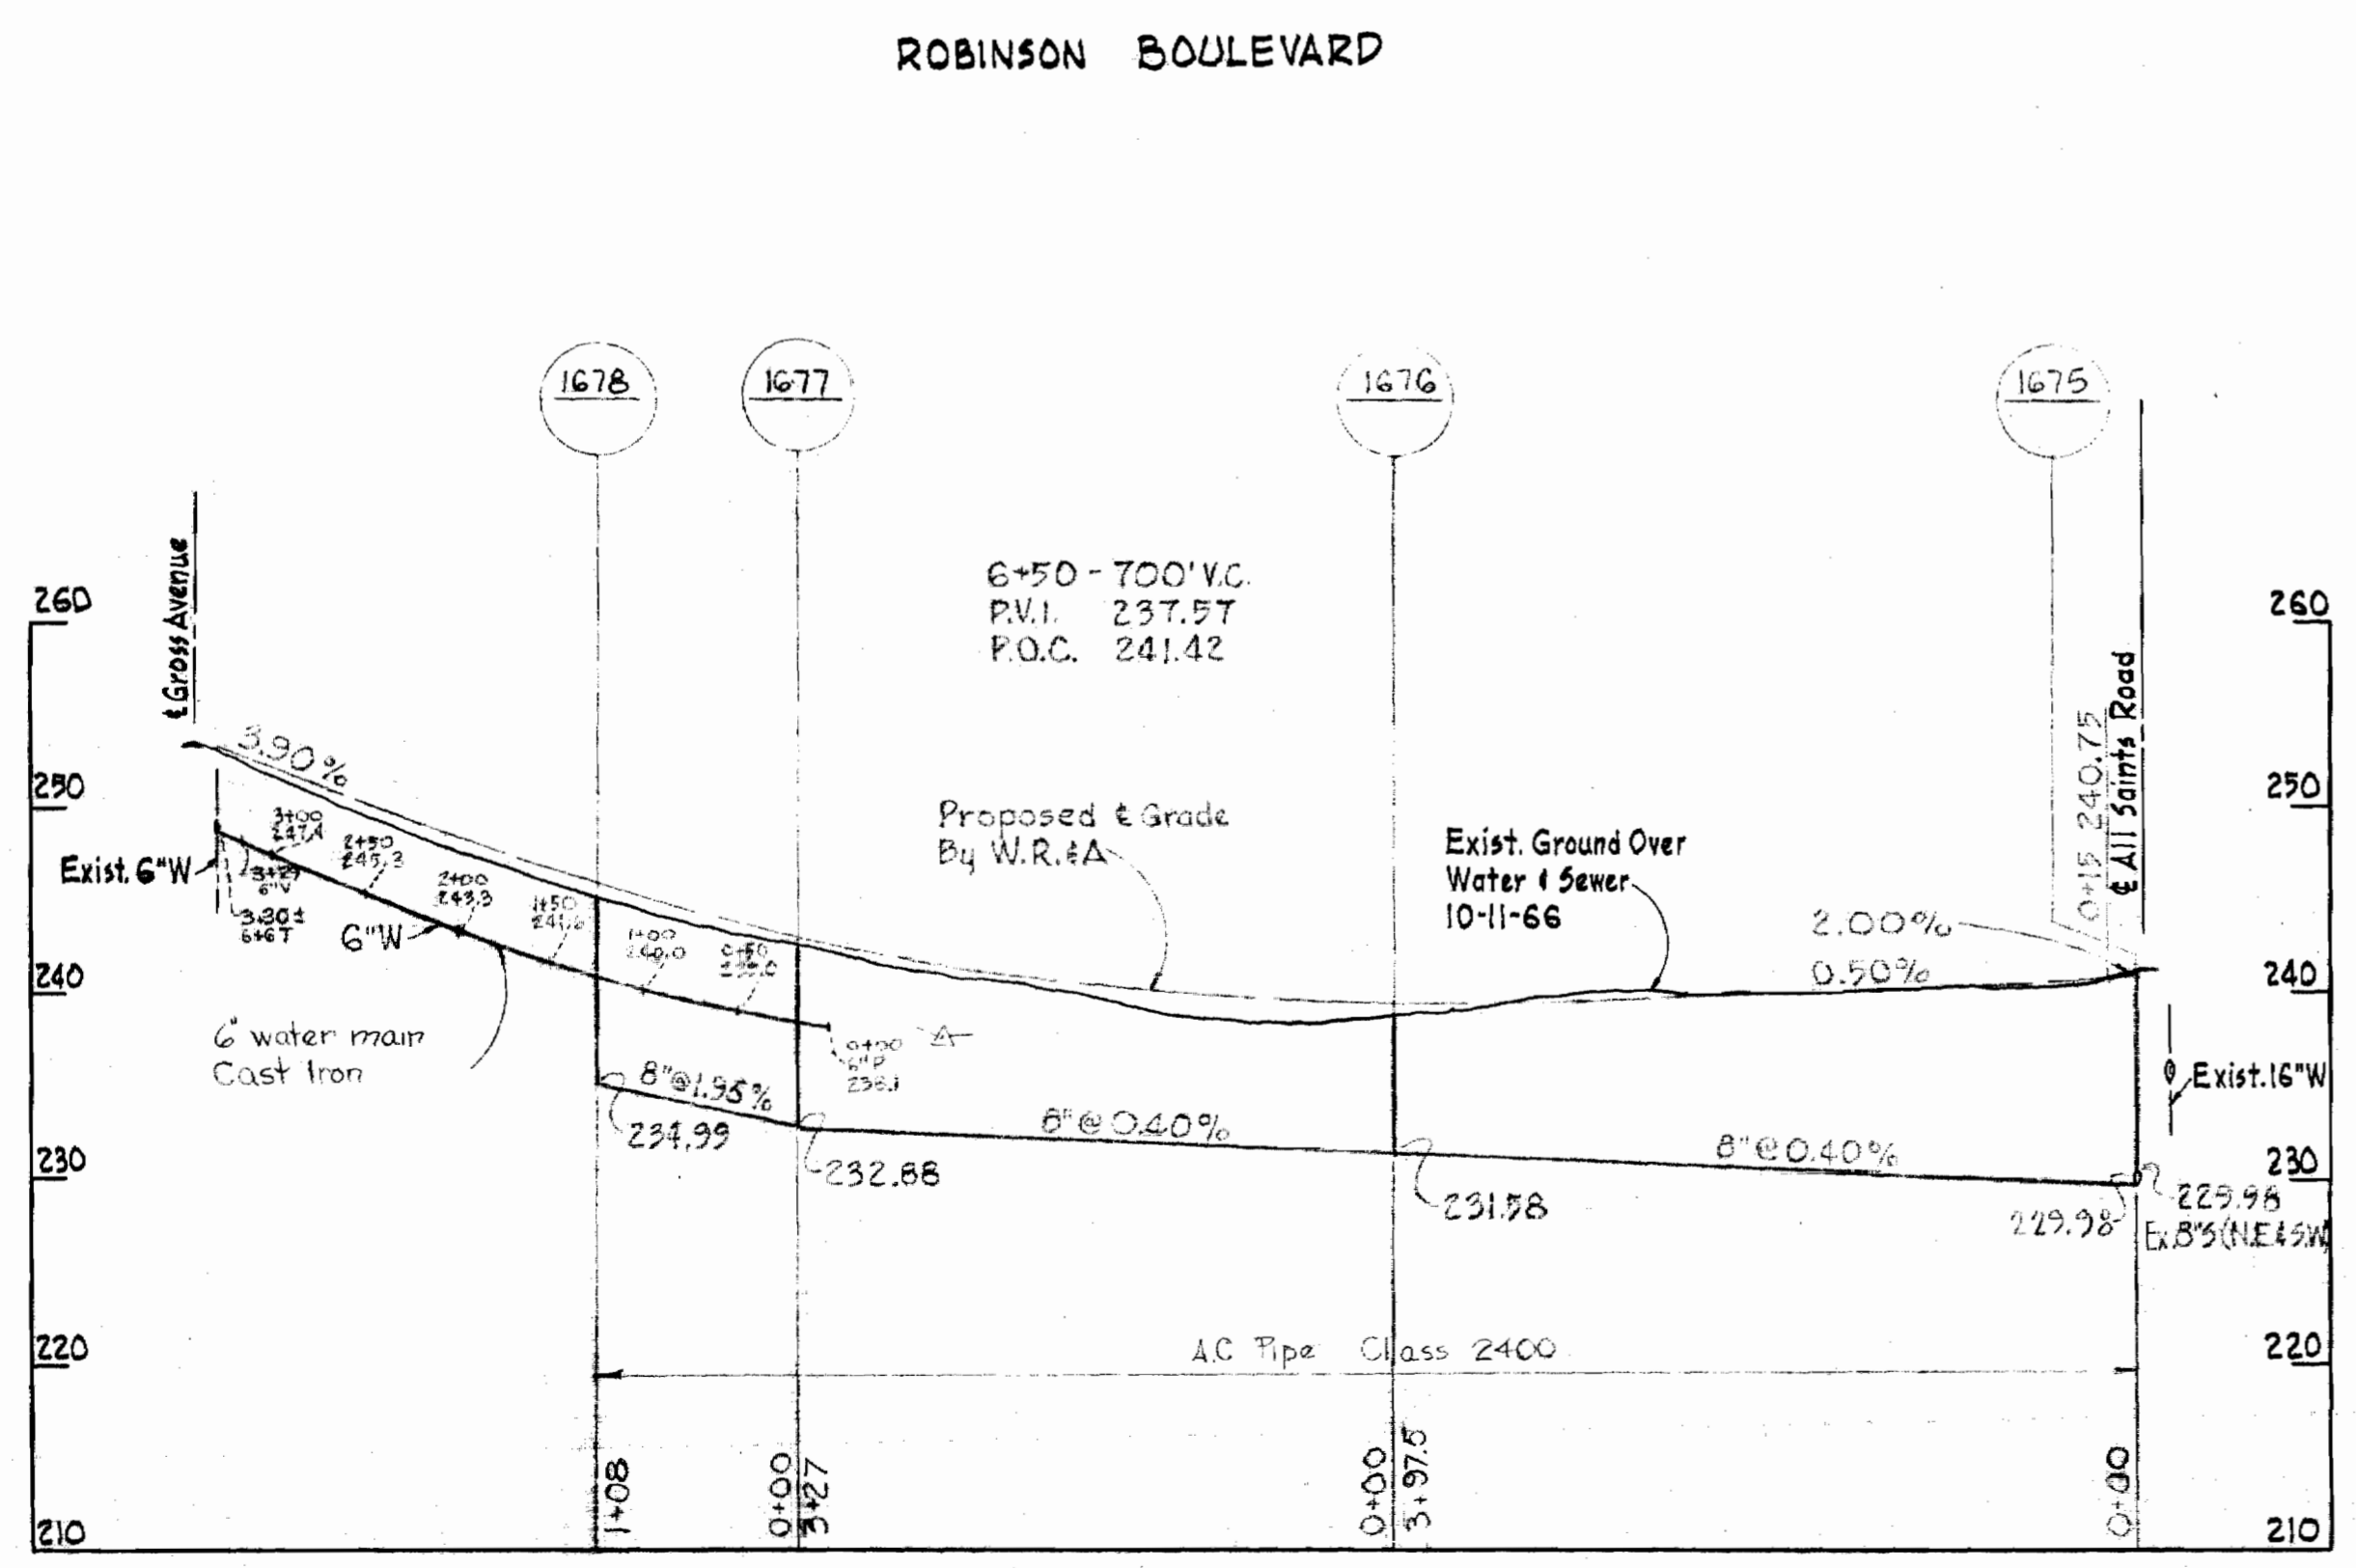 ROBINSON BOULEVARD
1678
1677
1676
1675
℄ Gross Avenue
6+50 - 700' V.C.
P.V.I. 237.57
P.O.C. 241.42
260
260
3.90%
0+15 240.75
℄ All Saints Road
250
250
3+00
247.4
2+50
245.3
2+00
243.3
1+50
241.6
1+00
240.0
0+50
Exist. 6"W
3+29
6"V
3+30±
6+6T
6"W
Proposed ℄ Grade
By W.R.&A
Exist. Ground Over
Water & Sewer
10-11-66
2.00%
0.50%
240
240
6" water main
Cast Iron
0+00
6"P
238.1
Exist. 16"W
8"@1.95%
234.99
8"@0.40%
232.88
8"@0.40%
231.58
230
230
229.98
229.98
Ex.8"S(N.E&S.W)
A.C Pipe Class 2400
220
220
1+08
0+00
3+27
0+00
3+97.5
0+00
210
210